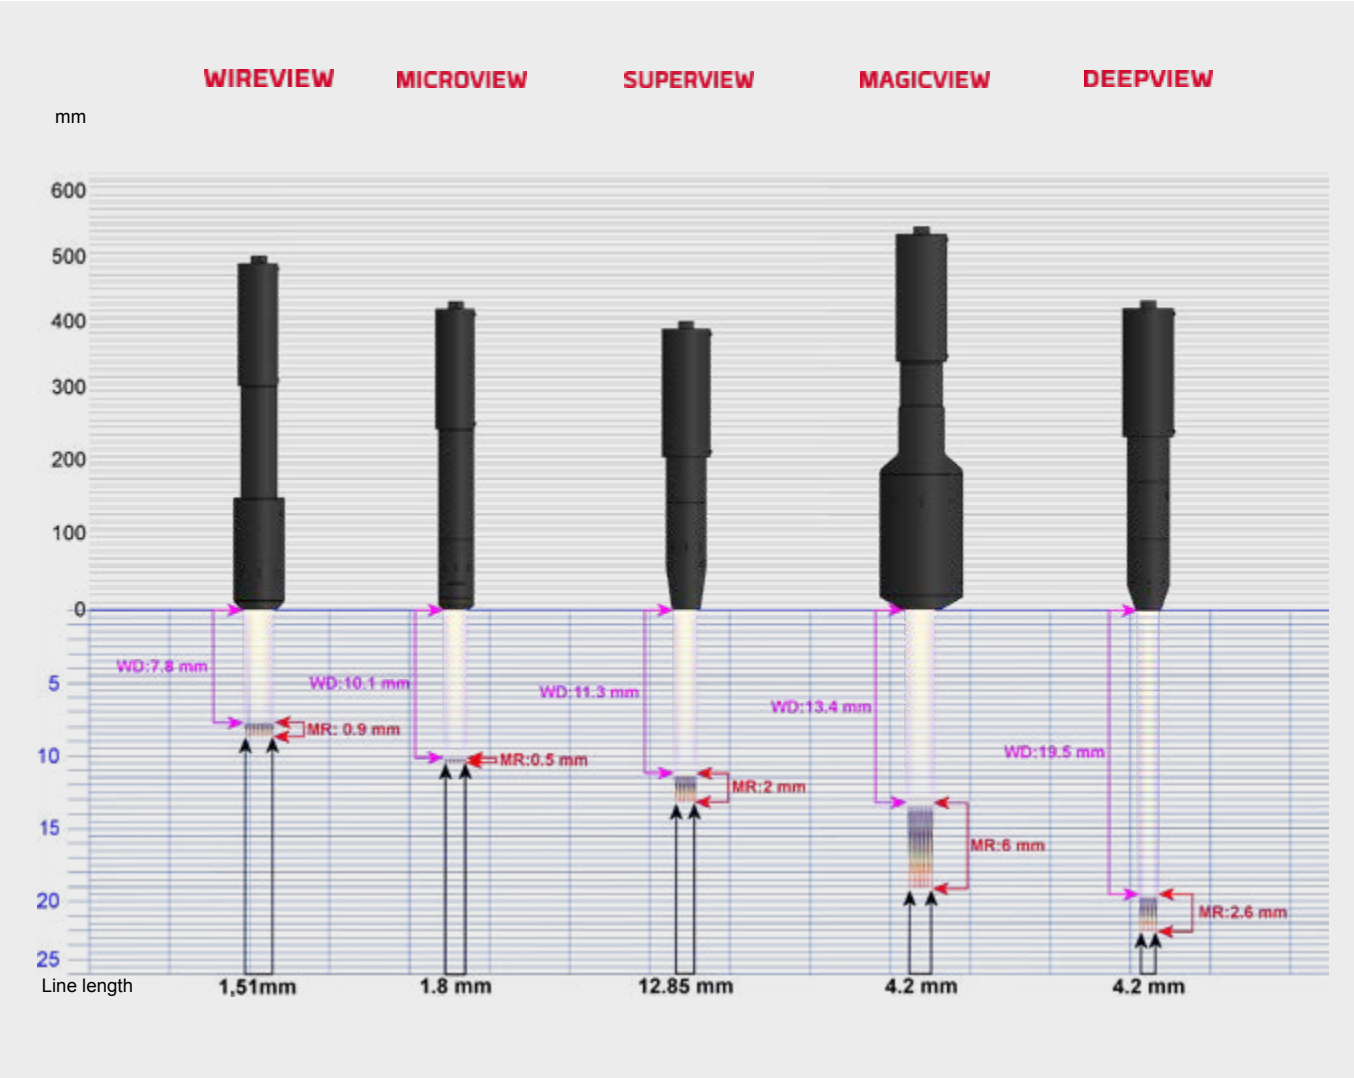 WIREVIEW MICROVIEW SUPERVIEW MAGICVIEW DEEPVIEW
mm
600
500
400
300
200
100
0
WD:7.8 mm
WD:10.1 mm
5
WD:11.3 mm
WD:13.4 mm
MR: 0.9 mm
WD:19.5 mm
10
MR:0.5 mm
MR:2 mm
15
MR:6 mm
20
MR:2.6 mm
25
Line length 1,51mm 1.8 mm 12.85 mm 4.2 mm 4.2 mm